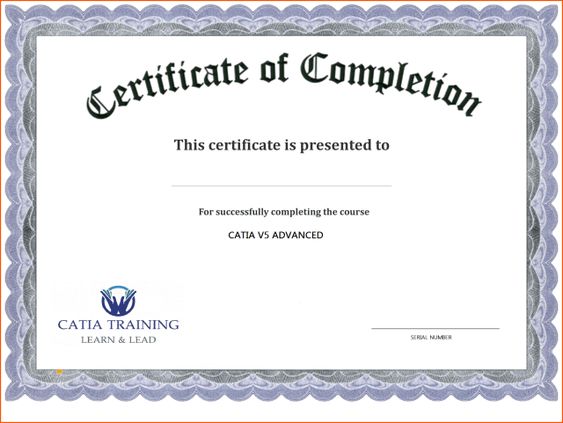 Certificate of Completion
This certificate is presented to
For successfully completing the course
CATIA V5 ADVANCED
CATIA TRAINING
LEARN & LEAD
SERIAL NUMBER